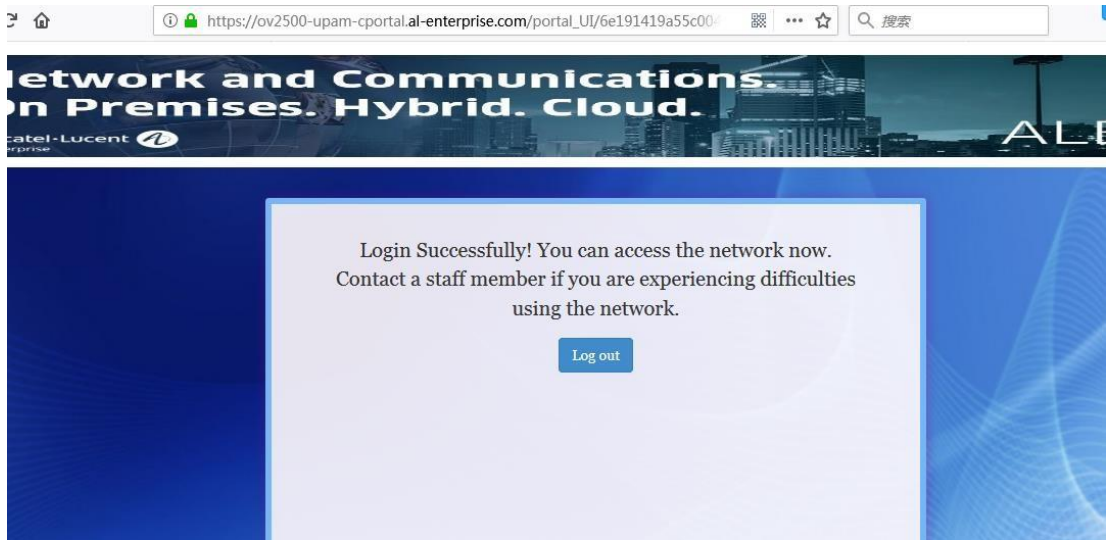 https://ov2500-upam-cportal.al-enterprise.com/portal_UI/6e191419a55c00
搜索
etwork and Communications.
n Premises. Hybrid. Cloud.
catel·Lucent
erprise
AL
Login Successfully! You can access the network now.
Contact a staff member if you are experiencing difficulties
using the network.
Log out